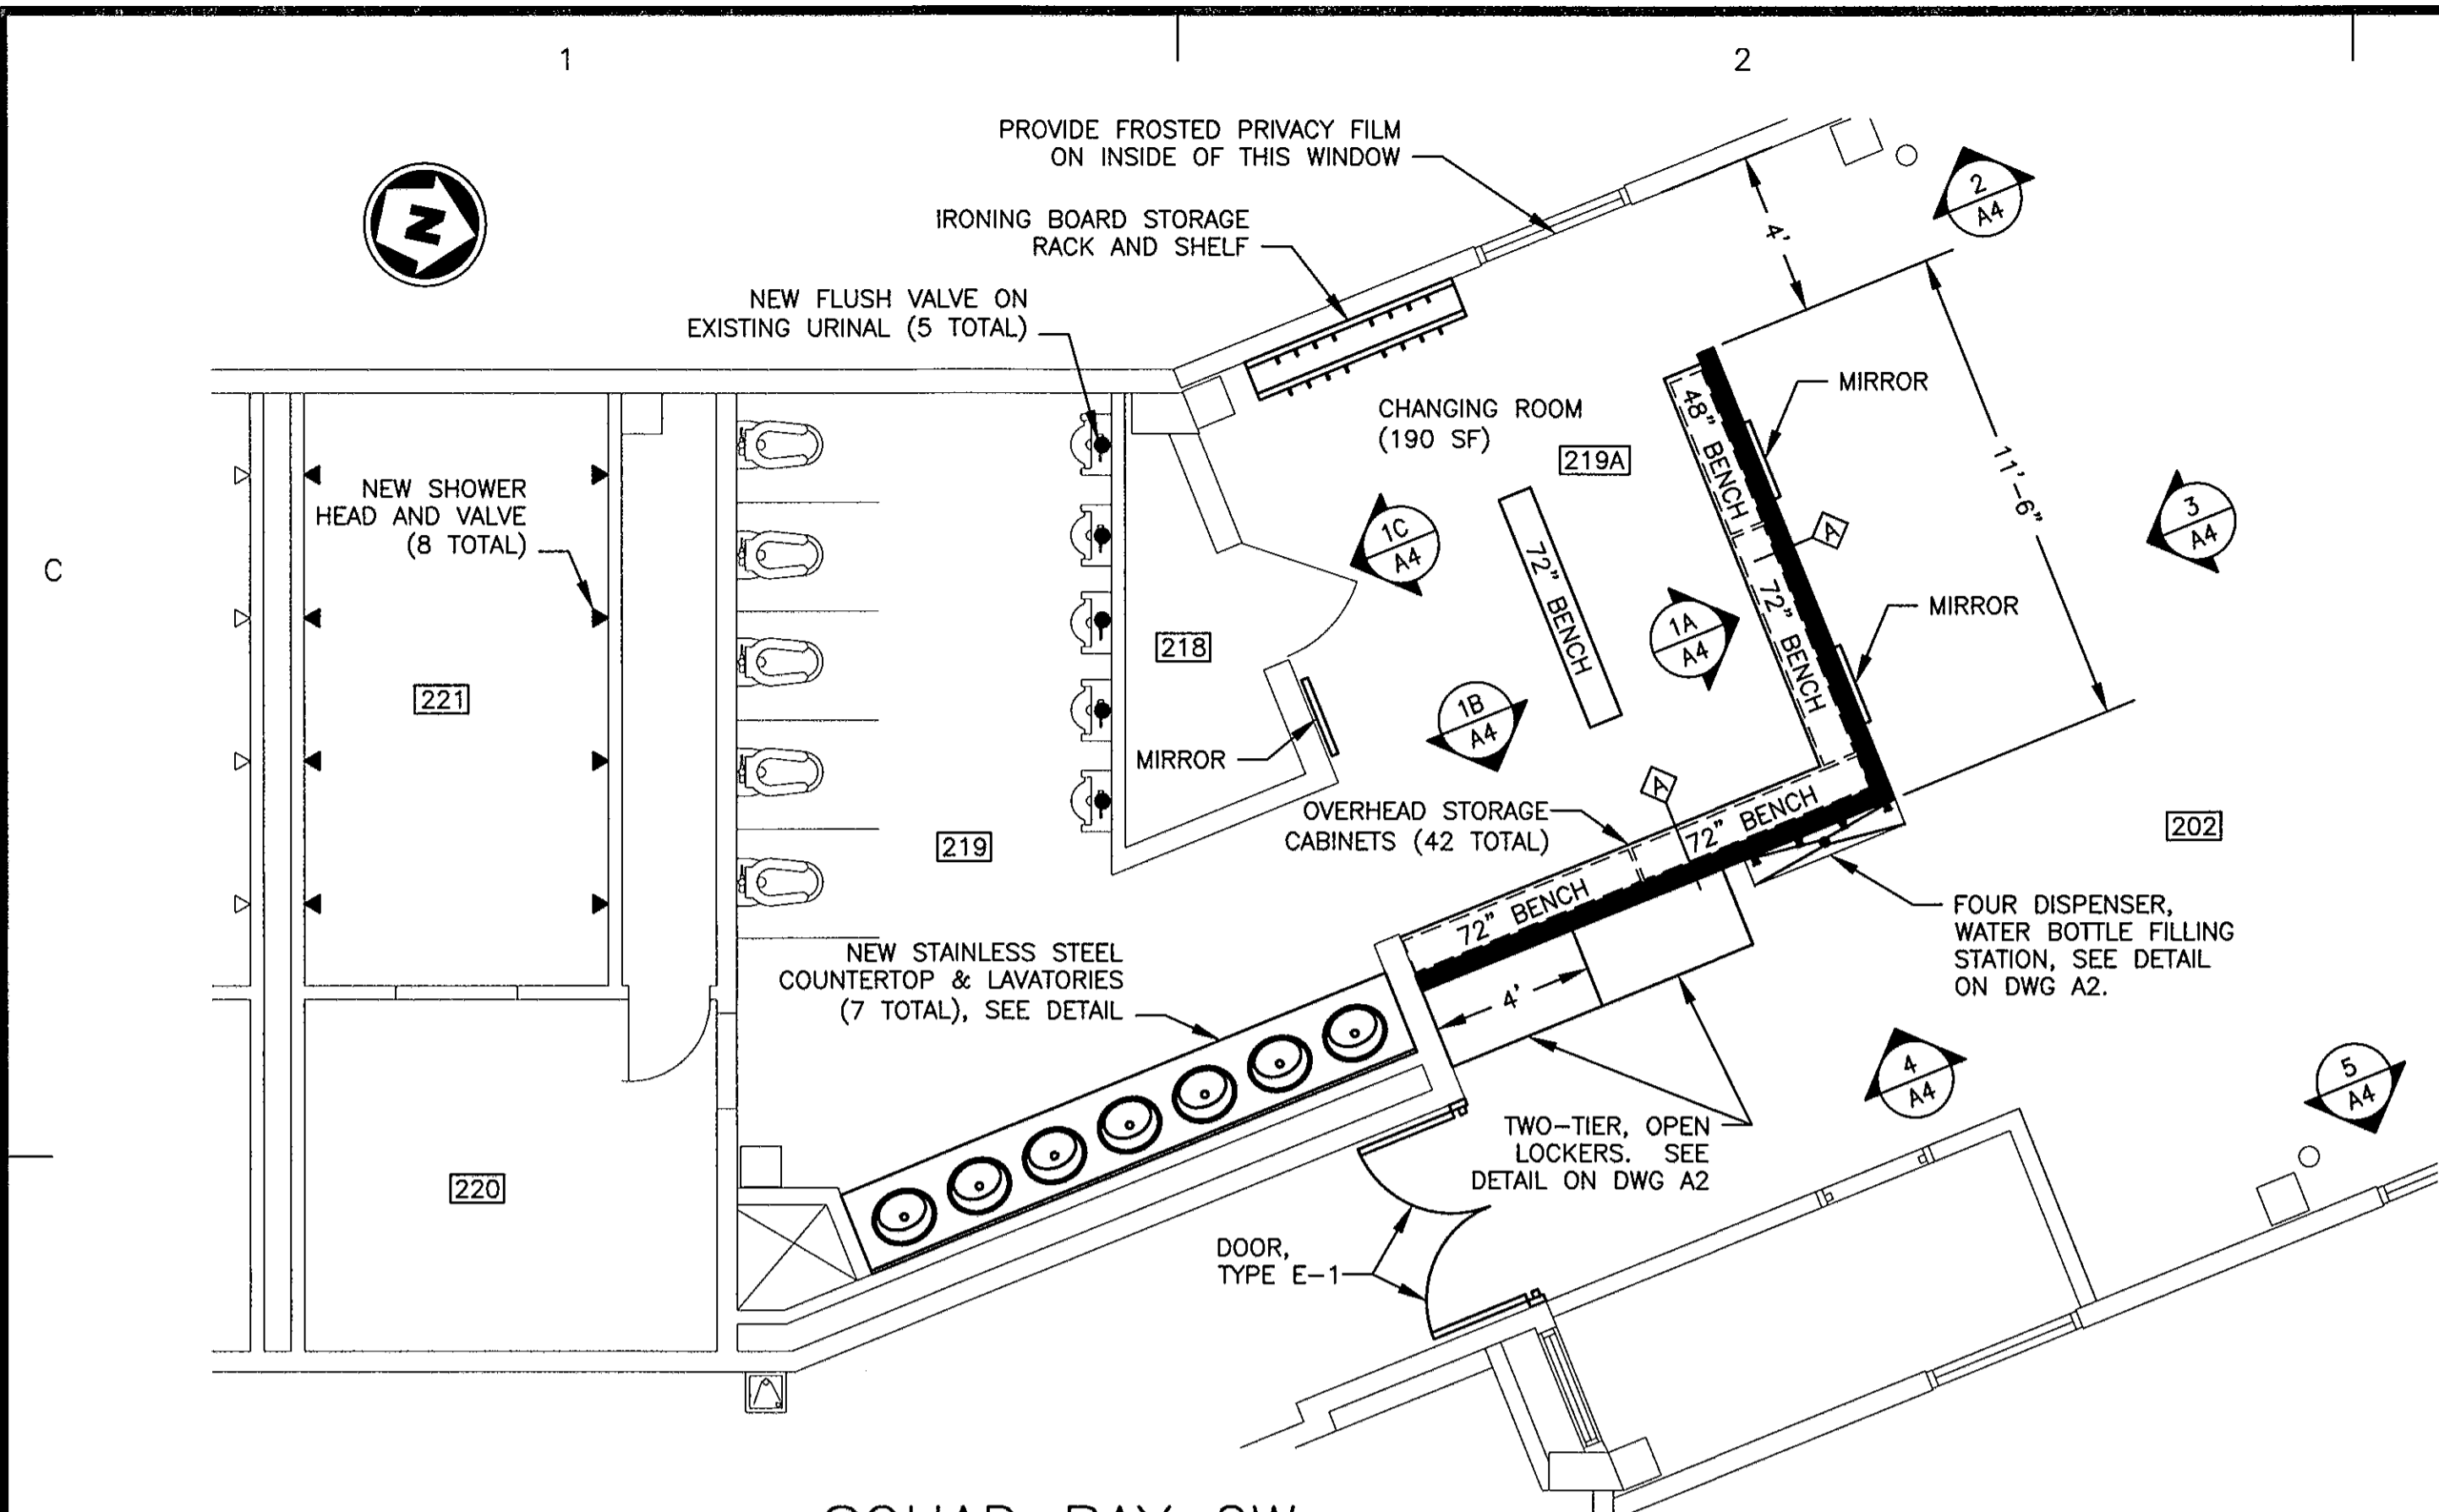 1
2
PROVIDE FROSTED PRIVACY FILM
ON INSIDE OF THIS WINDOW
2
A4
N
IRONING BOARD STORAGE
RACK AND SHELF
4'
NEW FLUSH VALVE ON
EXISTING URINAL (5 TOTAL)
MIRROR
48" BENCH
CHANGING ROOM
(190 SF)
219A
11'-6"
NEW SHOWER
HEAD AND VALVE
(8 TOTAL)
1C
A4
3
A4
A
C
72" BENCH
72" BENCH
MIRROR
1A
A4
218
221
1B
A4
MIRROR
A
OVERHEAD STORAGE
CABINETS (42 TOTAL)
72" BENCH
202
219
72" BENCH
FOUR DISPENSER,
WATER BOTTLE FILLING
STATION, SEE DETAIL
ON DWG A2.
NEW STAINLESS STEEL
COUNTERTOP & LAVATORIES
(7 TOTAL), SEE DETAIL
4'
4
A4
5
A4
TWO-TIER, OPEN
LOCKERS. SEE
DETAIL ON DWG A2
220
DOOR,
TYPE E-1
SQUAD BAY 2W